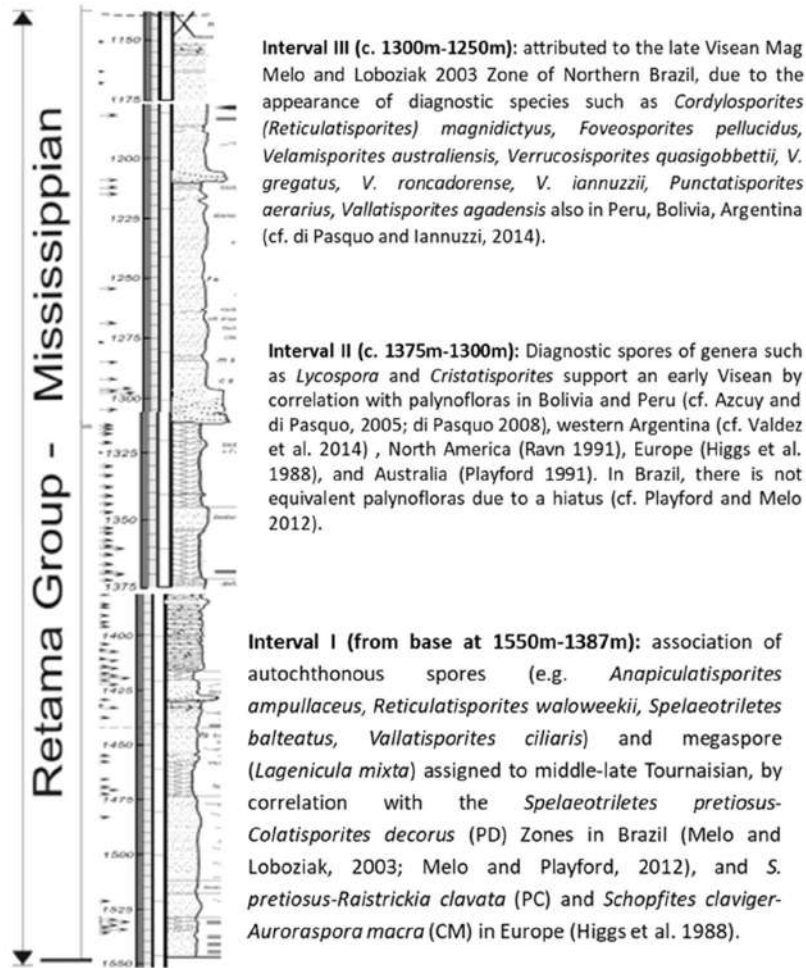 Retama Group - Mississippian
1150
1175
1200
1225
1250
1275
1300
1325
1350
1375
1400
1425
1450
1475
1500
1525
1550
Interval III (c. 1300m-1250m): attributed to the late Visean Mag
Melo and Loboziak 2003 Zone of Northern Brazil, due to the
appearance of diagnostic species such as Cordylosporites
(Reticulatisporites) magnidictyus, Foveosporites pellucidus,
Velamisporites australiensis, Verrucosisporites quasigobbettii, V.
gregatus, V. roncadorense, V. iannuzzii, Punctatisporites
aerarius, Vallatisporites agadensis also in Peru, Bolivia, Argentina
(cf. di Pasquo and Iannuzzi, 2014).
Interval II (c. 1375m-1300m): Diagnostic spores of genera such
as Lycospora and Cristatisporites support an early Visean by
correlation with palynofloras in Bolivia and Peru (cf. Azcuy and
di Pasquo, 2005; di Pasquo 2008), western Argentina (cf. Valdez
et al. 2014) , North America (Ravn 1991), Europe (Higgs et al.
1988), and Australia (Playford 1991). In Brazil, there is not
equivalent palynofloras due to a hiatus (cf. Playford and Melo
2012).
Interval I (from base at 1550m-1387m): association of
autochthonous spores (e.g. Anapiculatisporites
ampullaceus, Reticulatisporites waloweekii, Spelaeotriletes
balteatus, Vallatisporites ciliaris) and megaspore
(Lagenicula mixta) assigned to middle-late Tournaisian, by
correlation with the Spelaeotriletes pretiosus-
Colatisporites decorus (PD) Zones in Brazil (Melo and
Loboziak, 2003; Melo and Playford, 2012), and S.
pretiosus-Raistrickia clavata (PC) and Schopfites claviger-
Auroraspora macra (CM) in Europe (Higgs et al. 1988).